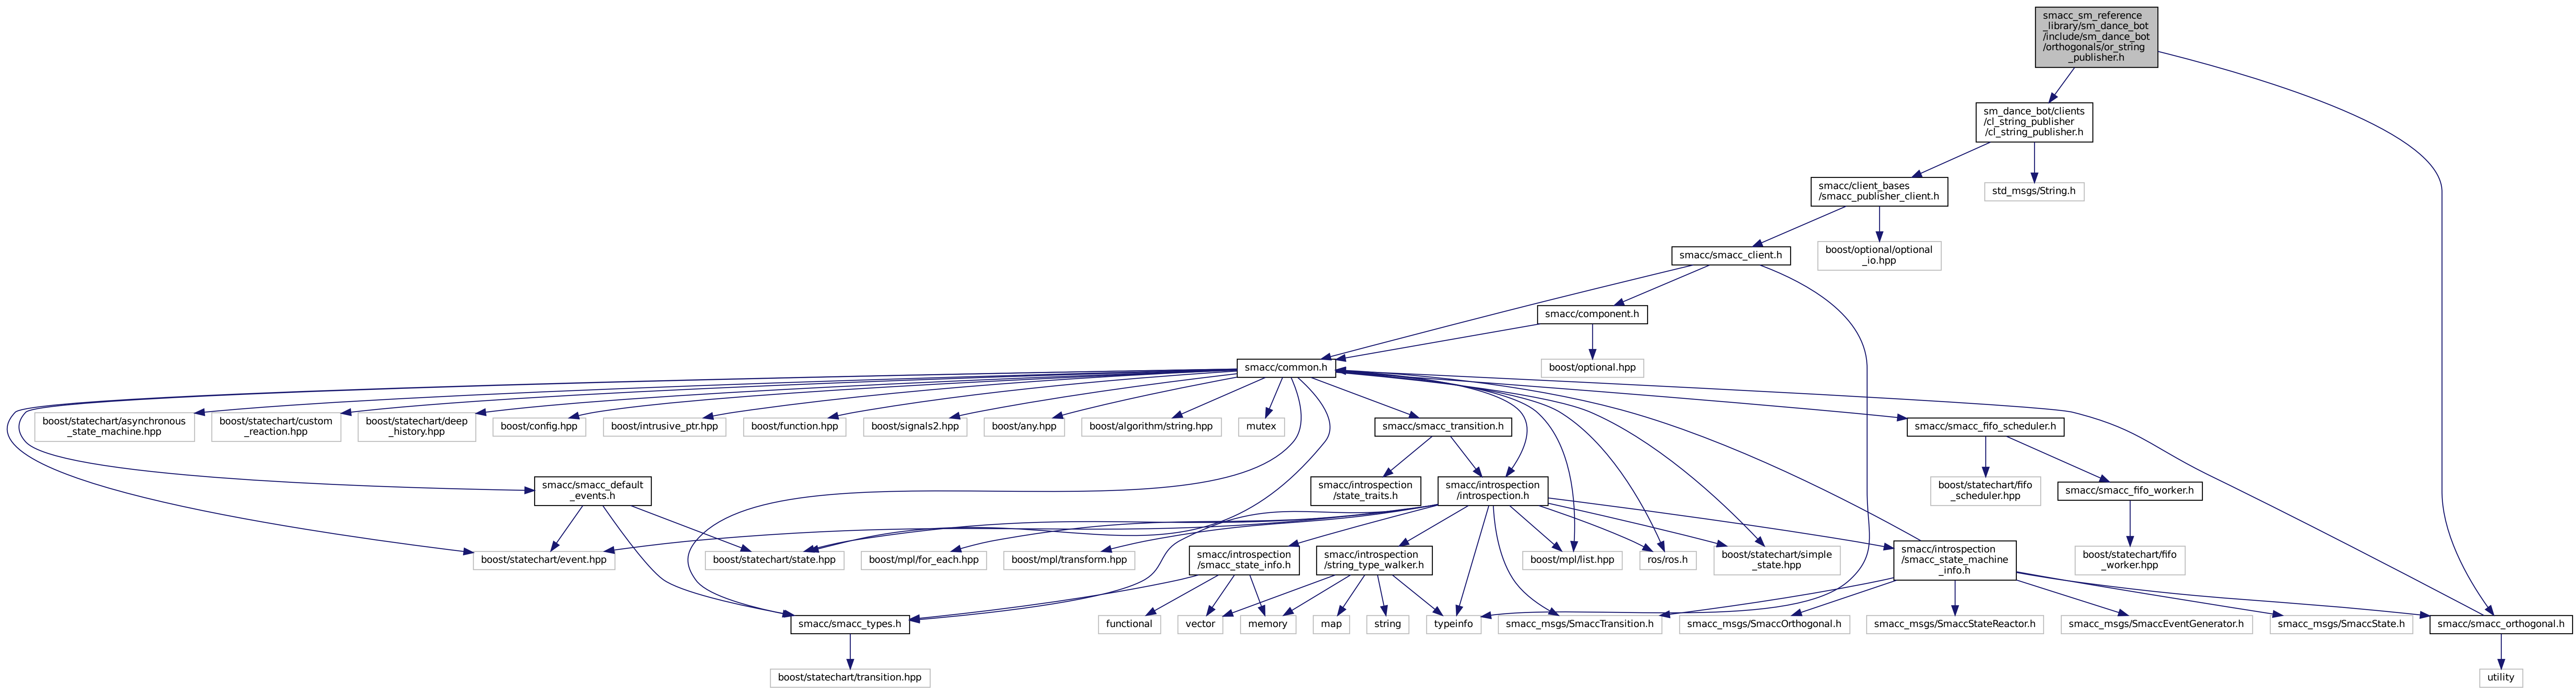 smacc_sm_reference
_library/sm_dance_bot
/include/sm_dance_bot
/orthogonals/or_string
_publisher.h
sm_dance_bot/clients
/cl_string_publisher
/cl_string_publisher.h
smacc/client_bases
/smacc_publisher_client.h
std_msgs/String.h
smacc/smacc_client.h
boost/optional/optional
_io.hpp
smacc/component.h
smacc/common.h
boost/optional.hpp
boost/statechart/asynchronous
_state_machine.hpp
boost/statechart/custom
_reaction.hpp
boost/statechart/deep
_history.hpp
boost/config.hpp
boost/intrusive_ptr.hpp
boost/function.hpp
boost/signals2.hpp
boost/any.hpp
boost/algorithm/string.hpp
mutex
smacc/smacc_transition.h
smacc/smacc_fifo_scheduler.h
smacc/smacc_default
_events.h
smacc/introspection
/state_traits.h
smacc/introspection
/introspection.h
boost/statechart/fifo
_scheduler.hpp
smacc/smacc_fifo_worker.h
boost/statechart/event.hpp
boost/statechart/state.hpp
boost/mpl/for_each.hpp
boost/mpl/transform.hpp
smacc/introspection
/smacc_state_info.h
smacc/introspection
/string_type_walker.h
boost/mpl/list.hpp
ros/ros.h
boost/statechart/simple
_state.hpp
smacc/introspection
/smacc_state_machine
_info.h
boost/statechart/fifo
_worker.hpp
smacc/smacc_types.h
functional
vector
memory
map
string
typeinfo
smacc_msgs/SmaccTransition.h
smacc_msgs/SmaccOrthogonal.h
smacc_msgs/SmaccStateReactor.h
smacc_msgs/SmaccEventGenerator.h
smacc_msgs/SmaccState.h
smacc/smacc_orthogonal.h
boost/statechart/transition.hpp
utility